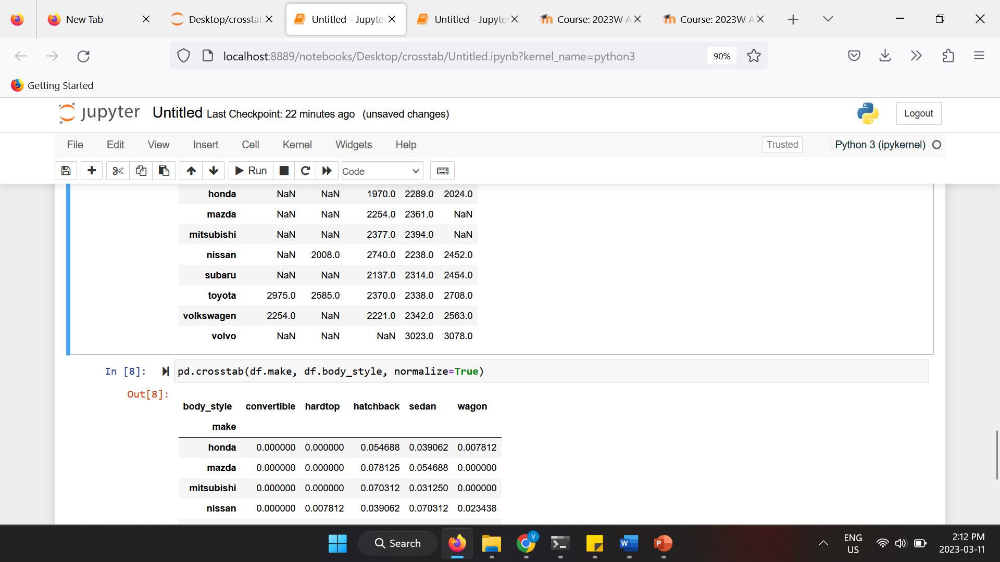 New Tab
Desktop/crosstab
Untitled - Jupyter
Untitled - Jupyter
Course: 2023W A
Course: 2023W A
localhost:8889/notebooks/Desktop/crosstab/Untitled.ipynb?kernel_name=python3
90%
Getting Started
jupyter Untitled Last Checkpoint: 22 minutes ago (unsaved changes)
Logout
File Edit View Insert Cell Kernel Widgets Help
Trusted
Python 3 (ipykernel)
Run
Code
honda NaN NaN 1970.0 2289.0 2024.0
mazda NaN NaN 2254.0 2361.0 NaN
mitsubishi NaN NaN 2377.0 2394.0 NaN
nissan NaN 2008.0 2740.0 2238.0 2452.0
subaru NaN NaN 2137.0 2314.0 2454.0
toyota 2975.0 2585.0 2370.0 2338.0 2708.0
volkswagen 2254.0 NaN 2221.0 2342.0 2563.0
volvo NaN NaN NaN 3023.0 3078.0
In [8]: pd.crosstab(df.make, df.body_style, normalize=True)
Out[8]:
body_style convertible hardtop hatchback sedan wagon
make
honda 0.000000 0.000000 0.054688 0.039062 0.007812
mazda 0.000000 0.000000 0.078125 0.054688 0.000000
mitsubishi 0.000000 0.000000 0.070312 0.031250 0.000000
nissan 0.000000 0.007812 0.039062 0.070312 0.023438
Search
V
W
P
ENG
US
2:12 PM
2023-03-11